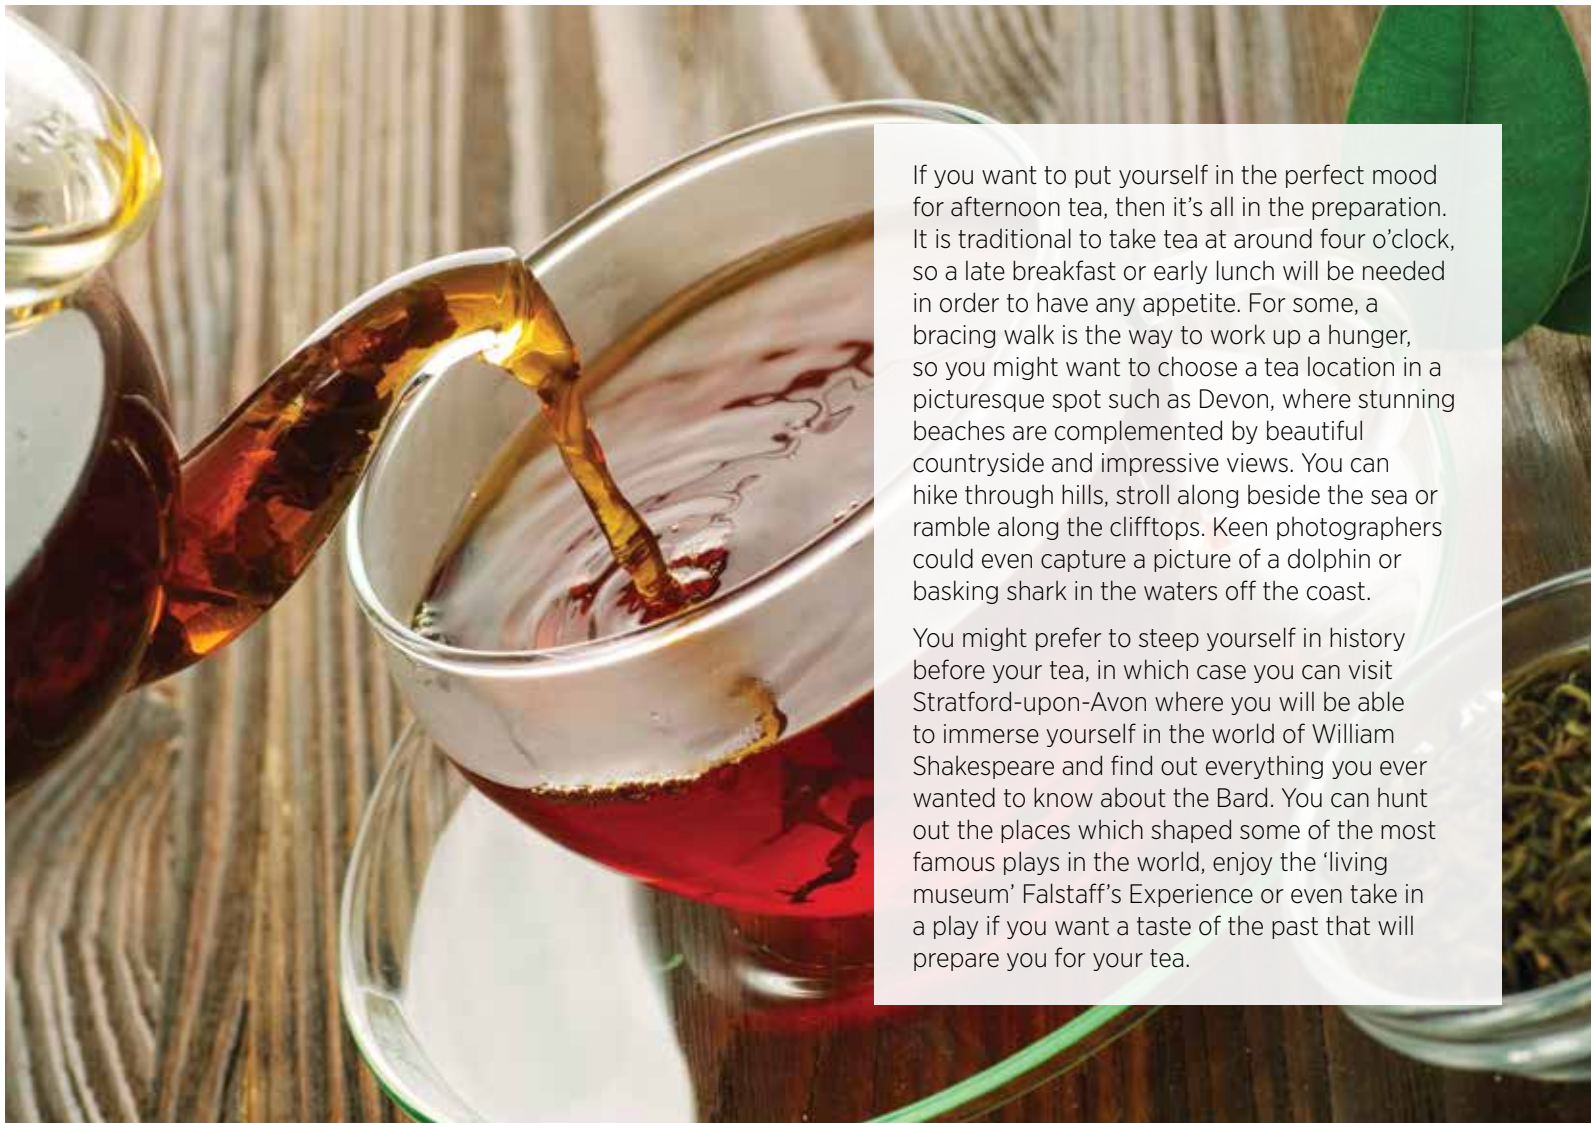 If you want to put yourself in the perfect mood
for afternoon tea, then it’s all in the preparation.
It is traditional to take tea at around four o’clock,
so a late breakfast or early lunch will be needed
in order to have any appetite. For some, a
bracing walk is the way to work up a hunger,
so you might want to choose a tea location in a
picturesque spot such as Devon, where stunning
beaches are complemented by beautiful
countryside and impressive views. You can
hike through hills, stroll along beside the sea or
ramble along the clifftops. Keen photographers
could even capture a picture of a dolphin or
basking shark in the waters off the coast.
You might prefer to steep yourself in history
before your tea, in which case you can visit
Stratford-upon-Avon where you will be able
to immerse yourself in the world of William
Shakespeare and find out everything you ever
wanted to know about the Bard. You can hunt
out the places which shaped some of the most
famous plays in the world, enjoy the ‘living
museum’ Falstaff’s Experience or even take in
a play if you want a taste of the past that will
prepare you for your tea.